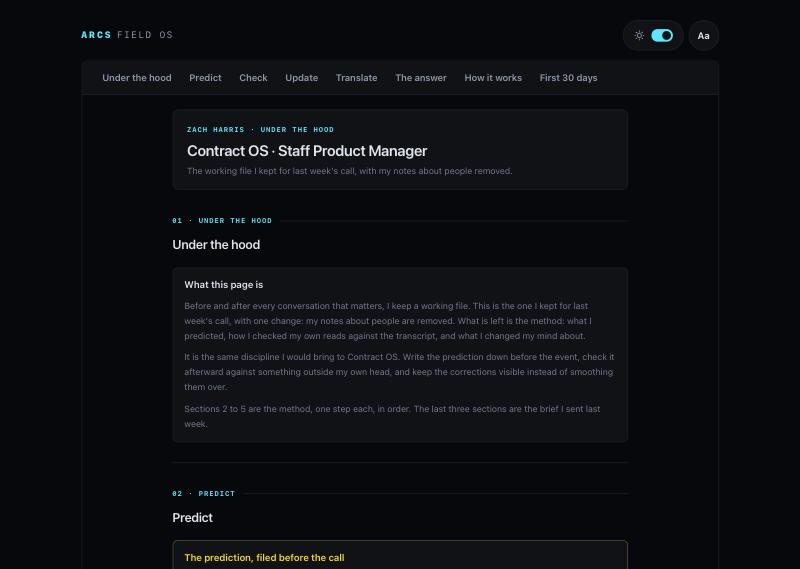 ARCS FIELD OS
Aa
Under the hood Predict Check Update Translate The answer How it works First 30 days
ZACH HARRIS · UNDER THE HOOD
Contract OS · Staff Product Manager
The working file I kept for last week's call, with my notes about people removed.
01 · UNDER THE HOOD
Under the hood
What this page is
Before and after every conversation that matters, I keep a working file. This is the one I kept for last
week's call, with one change: my notes about people are removed. What is left is the method: what I
predicted, how I checked my own reads against the transcript, and what I changed my mind about.
It is the same discipline I would bring to Contract OS. Write the prediction down before the event, check it
afterward against something outside my own head, and keep the corrections visible instead of smoothing
them over.
Sections 2 to 5 are the method, one step each, in order. The last three sections are the brief I sent last
week.
02 · PREDICT
Predict
The prediction, filed before the call